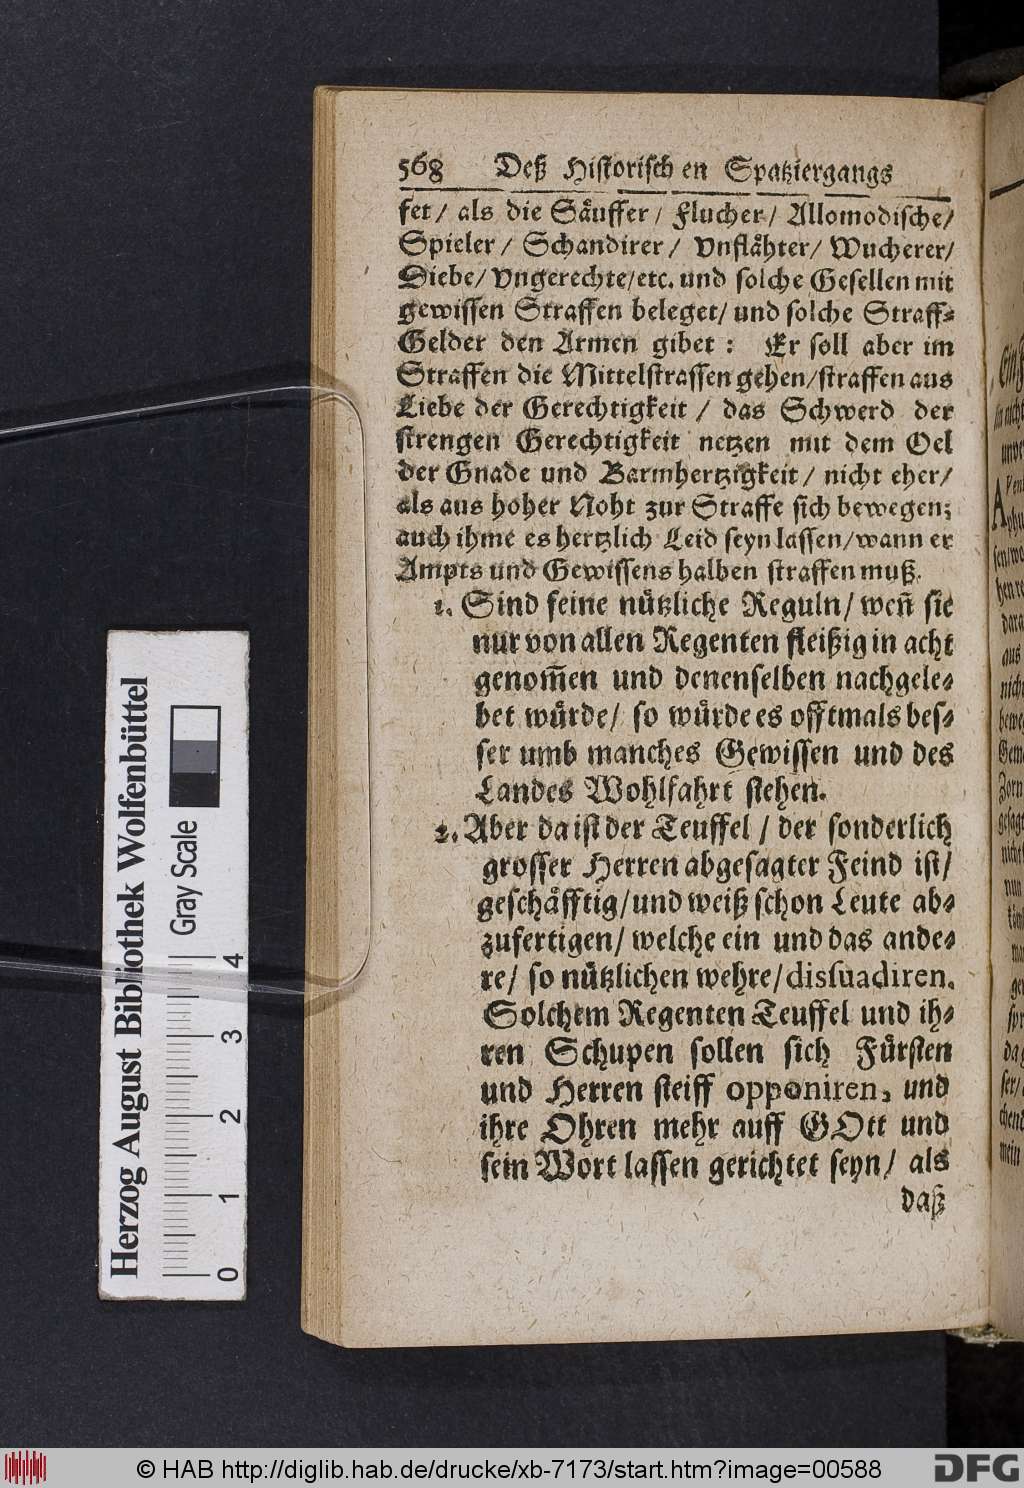 568 Deß Historischen Spatziergangs
fet/ als die Säuffer/ Flucher/ Allomodische/
Spieler/ Schandirer/ Vnflähter/ Wucherer/
Diebe/ Vngerechte/etc. und solche Gesellen mit
gewissen Straffen beleget/ und solche Straff-
Gelder den Armen gibet: Er soll aber im
Straffen die Mittelstrassen gehen/straffen aus
Liebe der Gerechtigkeit/ das Schwerd der
strengen Gerechtigkeit netzen mit dem Oel
der Gnade und Barmhertzigkeit/ nicht eher/
als aus hoher Noht zur Straffe sich bewegen;
auch ihme es hertzlich Leid seyn lassen/wann er
Ampts und Gewissens halben straffen muß.
1. Sind feine nützliche Reguln/ weñ sie
nur von allen Regenten fleißig in acht
genom̃en und denenselben nachgele-
bet würde/ so würde es offtmals bes-
ser umb manches Gewissen und des
Landes Wohlfahrt stehen.
2. Aber da ist der Teuffel/ der sonderlich
grosser Herren abgesagter Feind ist/
geschäfftig/und weiß schon Leute ab-
zufertigen/ welche ein und das ande-
re/ so nützlichen wehre/dissuadiren.
Solchem Regenten Teuffel und ih-
ren Schupen sollen sich Fürsten
und Herren steiff opponiren, und
ihre Ohren mehr auff GOtt und
sein Wort lassen gerichtet seyn/ als
daß
Herzog August Bibliothek Wolfenbüttel
Gray Scale
0 1 2 3 4
© HAB http://diglib.hab.de/drucke/xb-7173/start.htm?image=00588
DFG